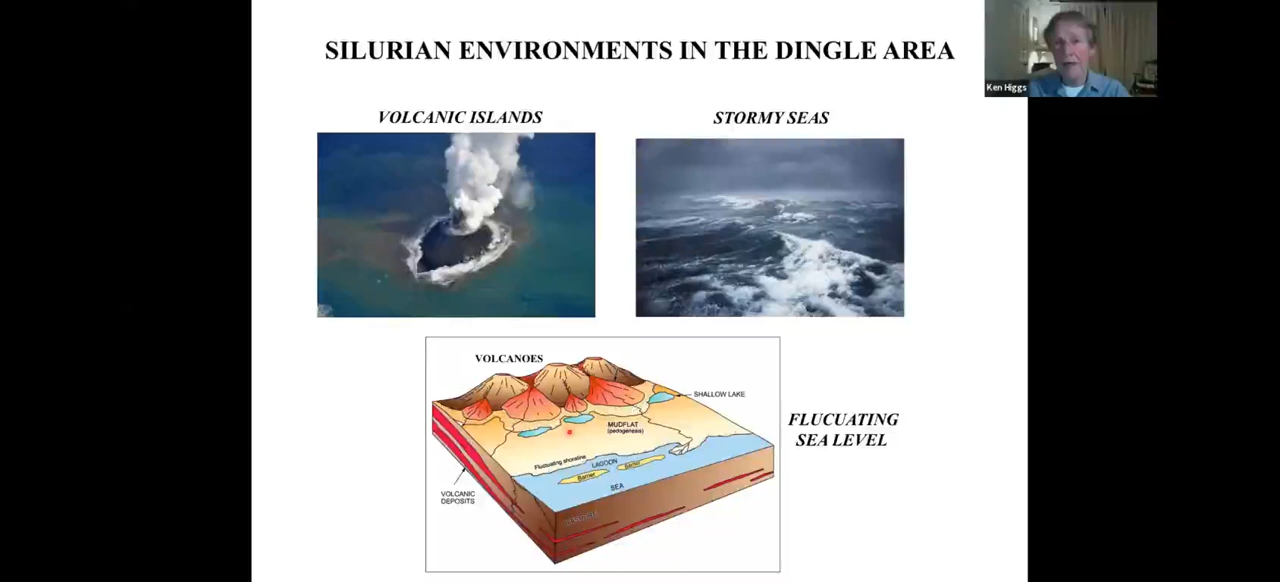 SILURIAN ENVIRONMENTS IN THE DINGLE AREA
Ken Higgs
VOLCANIC ISLANDS
STORMY SEAS
VOLCANOES
SHALLOW LAKE
MUDFLAT
(pedogenesis)
FLUCUATING
SEA LEVEL
Fluctuating shoreline
LAGOON
Barrier
Barrier
SEA
VOLCANIC
DEPOSITS